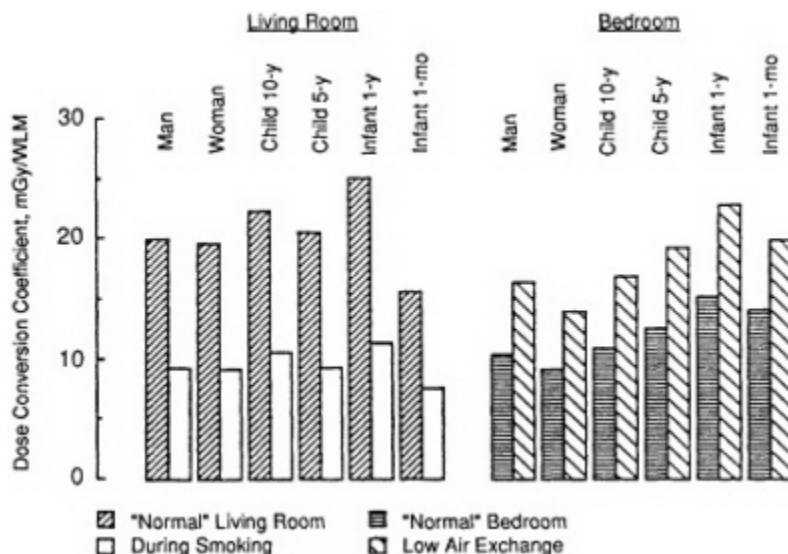 Living Room
Bedroom
Man
Woman
Child 10-y
Child 5-y
Infant 1-y
Infant 1-mo
Man
Woman
Child 10-y
Child 5-y
Infant 1-y
Infant 1-mo
Dose Conversion Coefficient, mGy/WLM
30
20
10
0
"Normal" Living Room
"Normal" Bedroom
During Smoking
Low Air Exchange